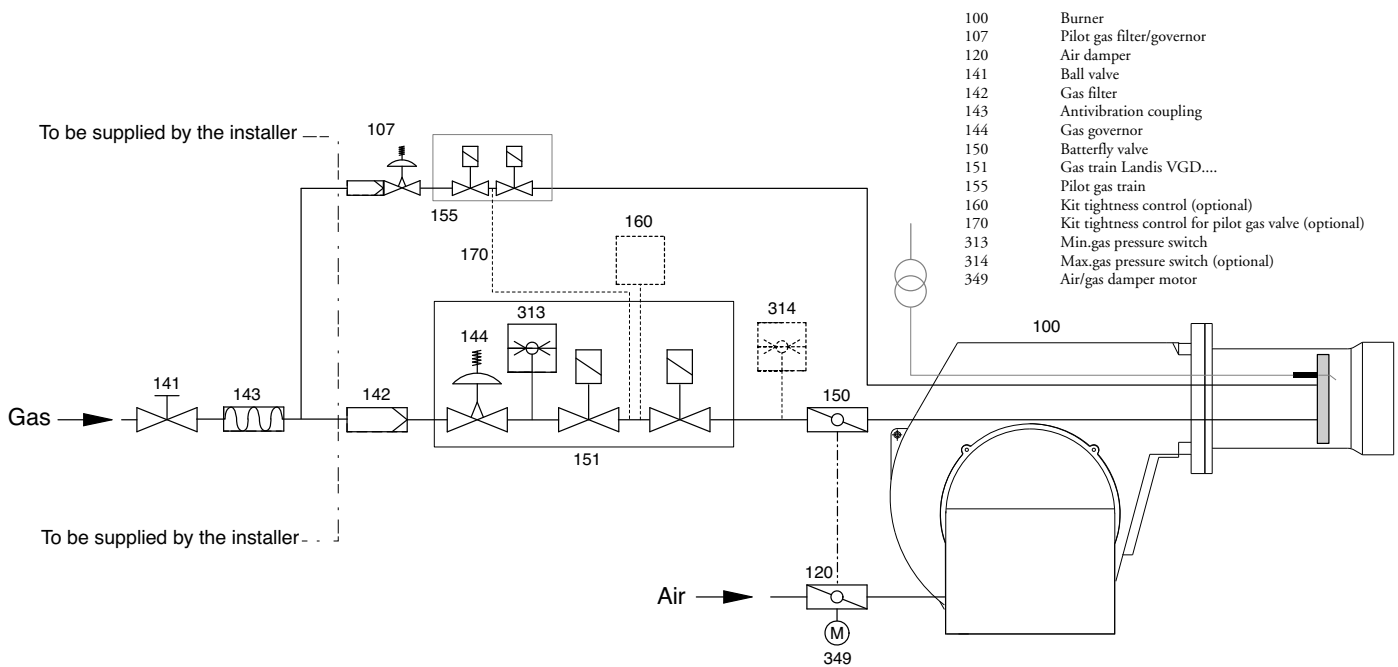 100 Burner
107 Pilot gas filter/governor
120 Air damper
141 Ball valve
142 Gas filter
143 Antivibration coupling
144 Gas governor
150 Batterfly valve
151 Gas train Landis VGD....
155 Pilot gas train
160 Kit tightness control (optional)
170 Kit tightness control for pilot gas valve (optional)
313 Min.gas pressure switch
314 Max.gas pressure switch (optional)
349 Air/gas damper motor
To be supplied by the installer
107
155
160
170
313
314
100
144
141
143
142
150
Gas
151
To be supplied by the installer
120
Air
M
349